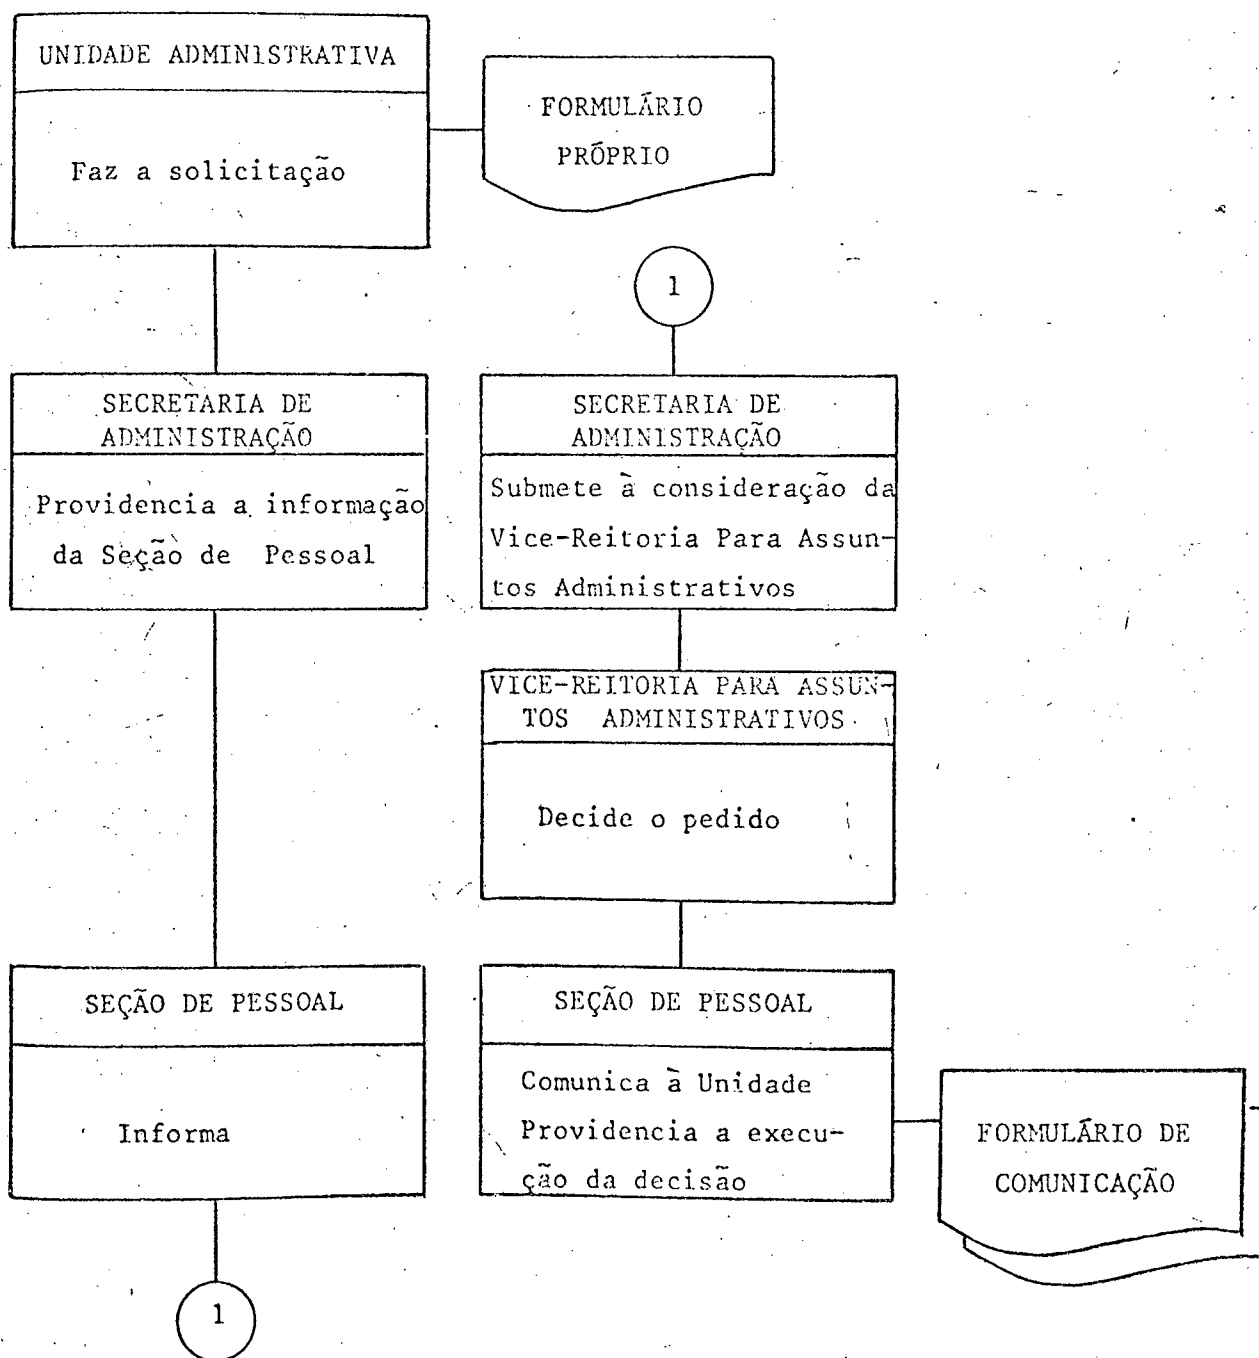 UNIDADE ADMINISTRATIVA
Faz a solicitação
FORMULÁRIO
PRÓPRIO
SECRETARIA DE
ADMINISTRAÇÃO
Providencia a informação
da Seção de Pessoal
SEÇÃO DE PESSOAL
Informa
1
1
SECRETARIA DE
ADMINISTRAÇÃO
Submete à consideração da
Vice-Reitoria Para Assun-
tos Administrativos
VICE-REITORIA PARA ASSUN-
TOS ADMINISTRATIVOS
Decide o pedido
SEÇÃO DE PESSOAL
Comunica à Unidade
Providencia a execu-
ção da decisão
FORMULÁRIO DE
COMUNICAÇÃO